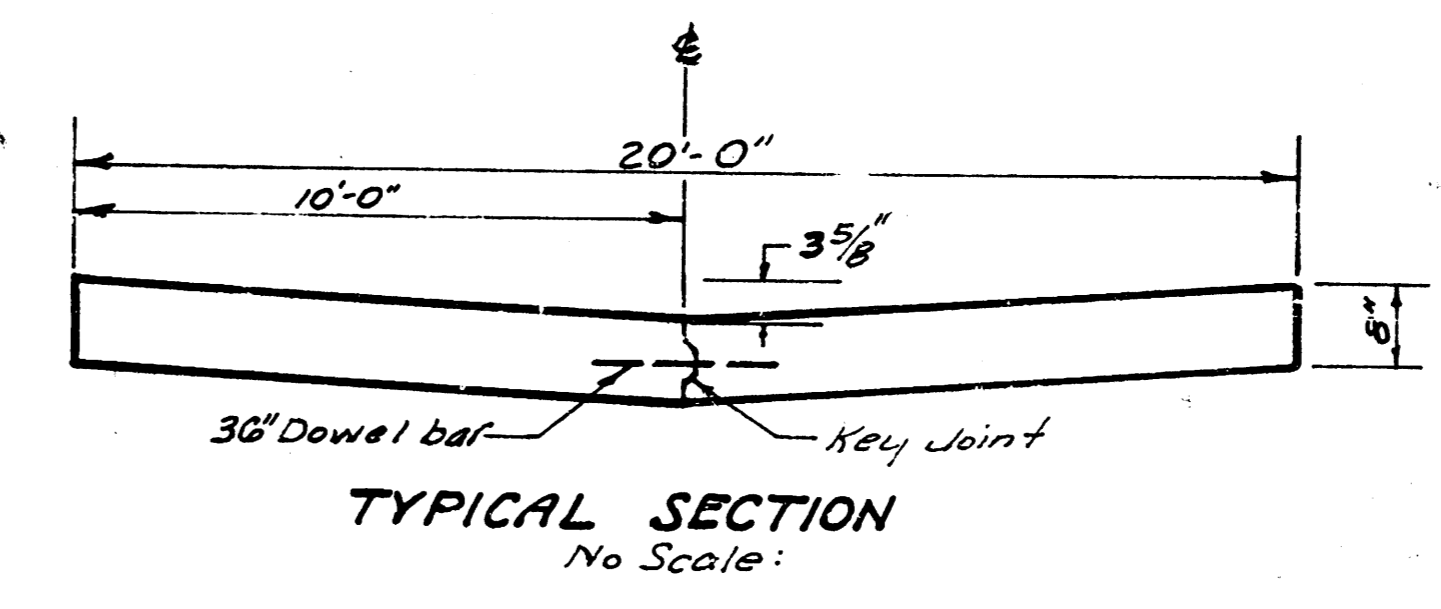 ℄
20'-0"
10'-0"
3 5/8"
8"
36" Dowel bar
Key Joint
TYPICAL SECTION
No Scale: